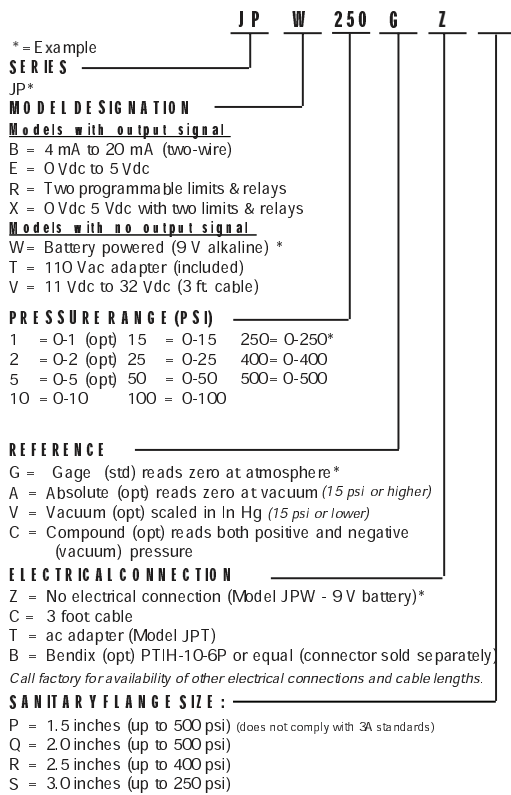 JP W 250 G Z
* = Example
SERIES
JP*
MODEL DESIGNATION
Models with output signal
B = 4 mA to 20 mA (two-wire)
E = 0 Vdc to 5 Vdc
R = Two programmable limits & relays
X = 0 Vdc 5 Vdc with two limits & relays
Models with no output signal
W = Battery powered (9 V alkaline) *
T = 110 Vac adapter (included)
V = 11 Vdc to 32 Vdc (3 ft. cable)
PRESSURE RANGE (PSI)
1 = 0-1 (opt) 15 = 0-15 250= 0-250*
2 = 0-2 (opt) 25 = 0-25 400= 0-400
5 = 0-5 (opt) 50 = 0-50 500= 0-500
10 = 0-10 100 = 0-100
REFERENCE
G = Gage (std) reads zero at atmosphere*
A = Absolute (opt) reads zero at vacuum (15 psi or higher)
V = Vacuum (opt) scaled in In Hg (15 psi or lower)
C = Compound (opt) reads both positive and negative
(vacuum) pressure
ELECTRICAL CONNECTION
Z = No electrical connection (Model JPW - 9 V battery)*
C = 3 foot cable
T = ac adapter (Model JPT)
B = Bendix (opt) PTIH-10-6P or equal (connector sold separately)
Call factory for availability of other electrical connections and cable lengths.
SANITARY FLANGE SIZE :
P = 1.5 inches (up to 500 psi) (does not comply with 3A standards)
Q = 2.0 inches (up to 500 psi)
R = 2.5 inches (up to 400 psi)
S = 3.0 inches (up to 250 psi)